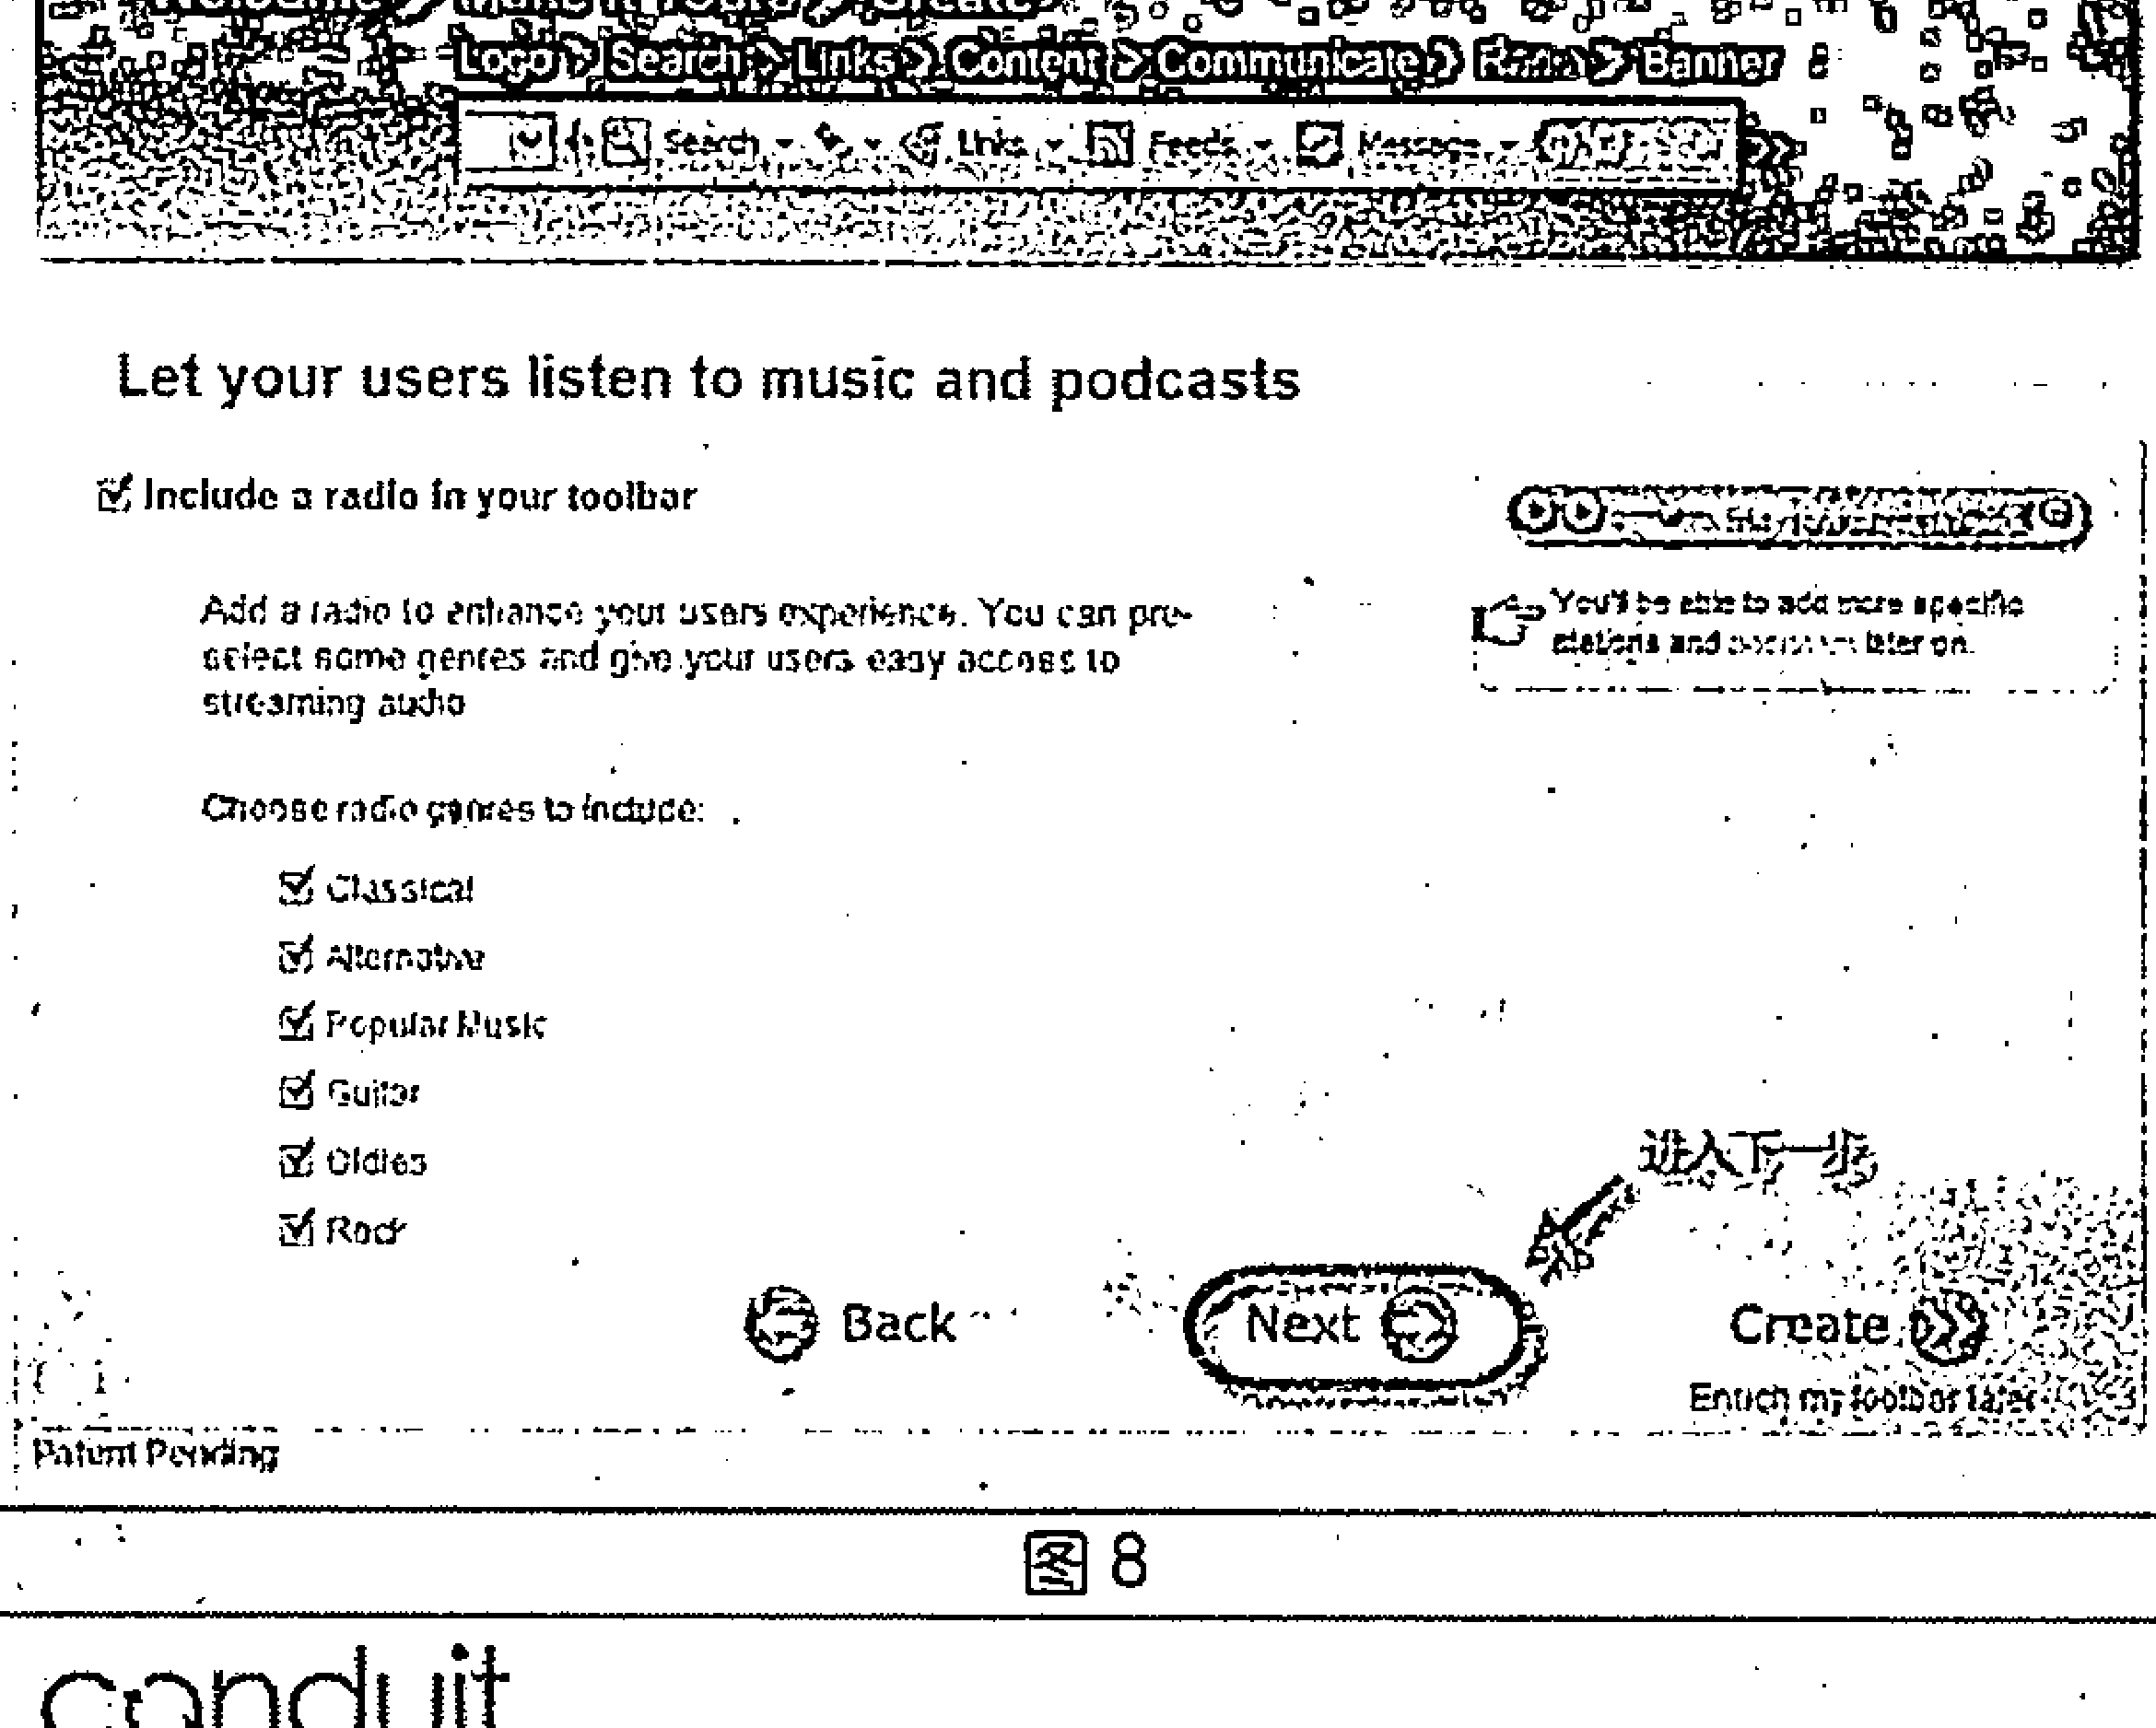 Logo > Search > Links > Content > Communicate > Radio > Banner
Search Links Feeds Message
Let your users listen to music and podcasts
Include a radio in your toolbar
Add a radio to enhance your users experience. You can pre-
select some genres and give your users easy access to
streaming audio
You'll be able to add more specific
stations and later on.
Choose radio genres to include:
Classical
Alternative
Popular Music
Guitar
Oldies
Rock
进入下一步
Back Next Create
Enrich my toolbar later
Patent Pending
图 8
conduit